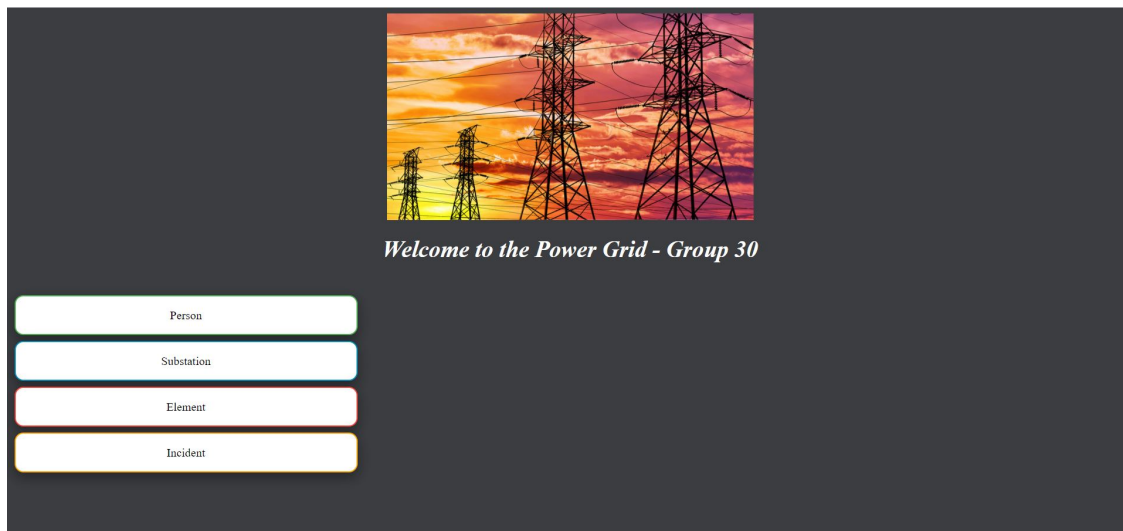 Welcome to the Power Grid - Group 30
Person
Substation
Element
Incident